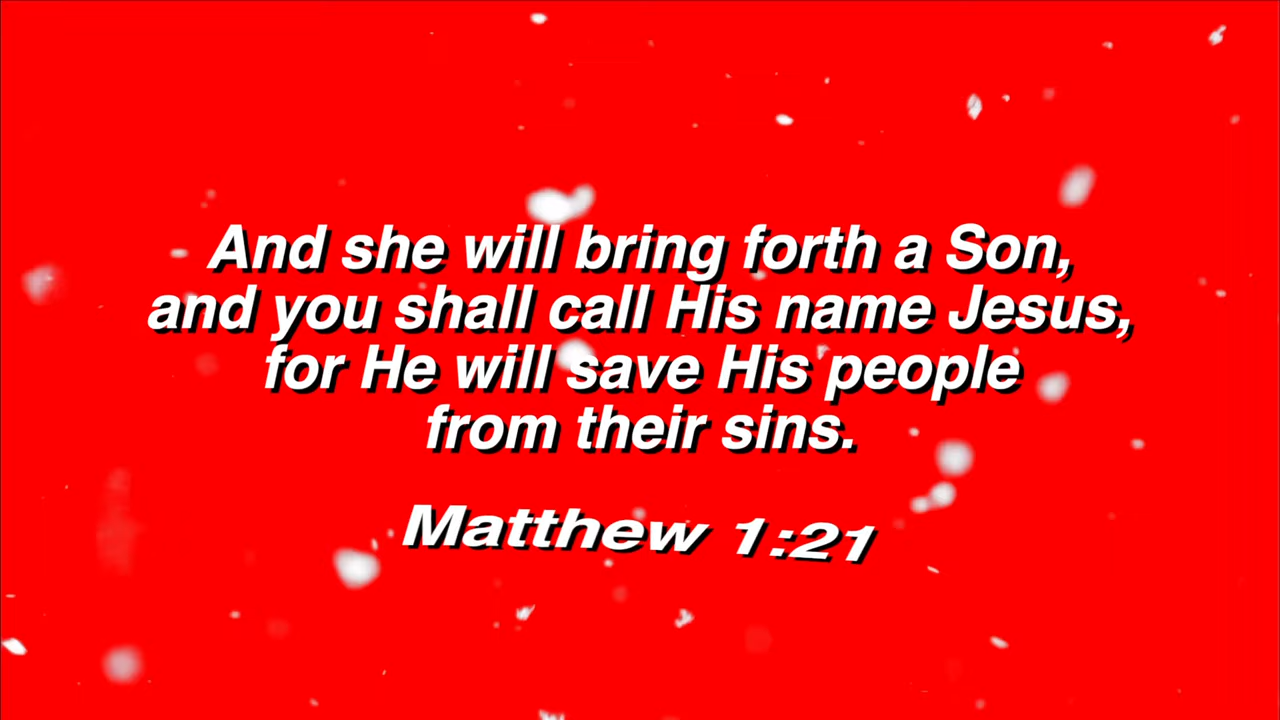 And she will bring forth a Son,
and you shall call His name Jesus,
for He will save His people
from their sins.
Matthew 1:21